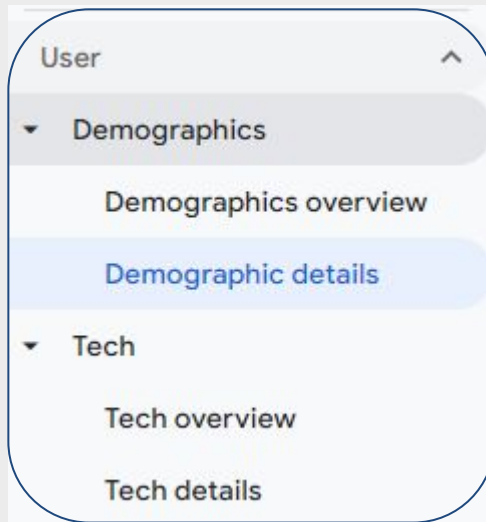 User
Demographics
Demographics overview
Demographic details
Tech
Tech overview
Tech details